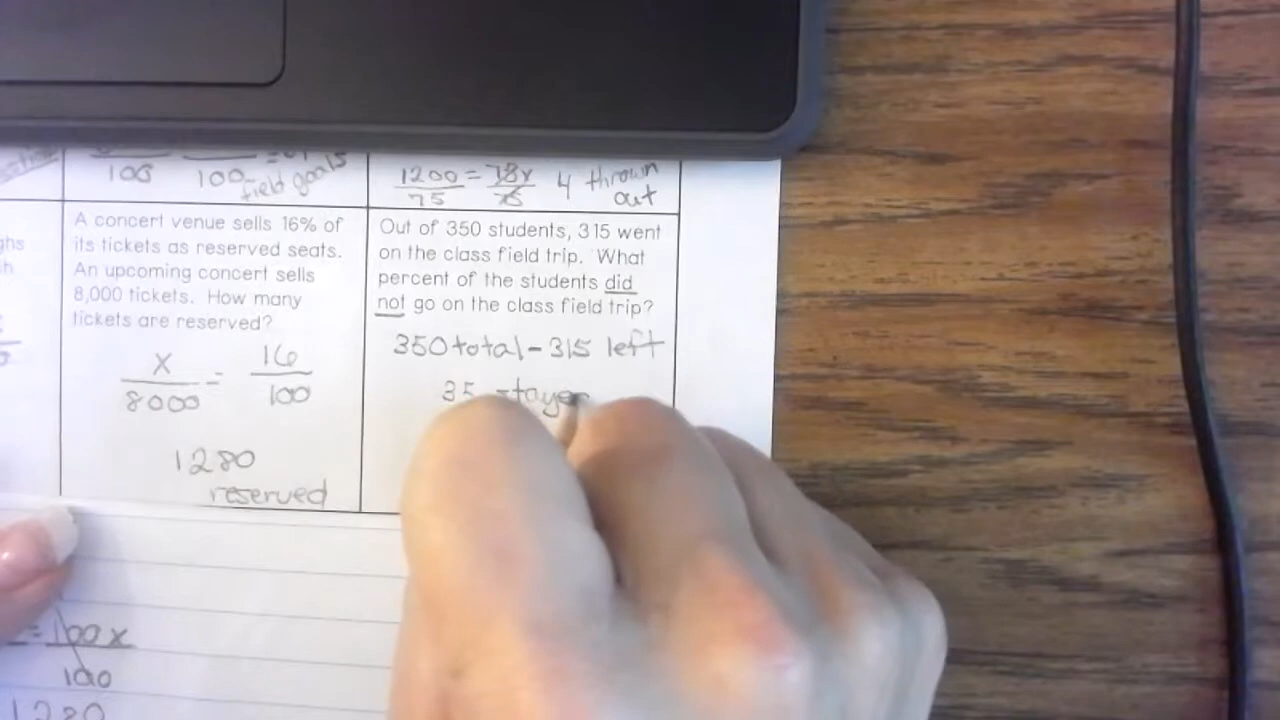 100 100 = of
field goals
1200 = 78x 4 thrown
75 75 out
ghs
h
A concert venue sells 16% of
its tickets as reserved seats.
An upcoming concert sells
8,000 tickets. How many
tickets are reserved?
x = 16
8000 100
1280
reserved
Out of 350 students, 315 went
on the class field trip. What
percent of the students did
not go on the class field trip?
350 total - 315 left
35 stayed
= 100x
100
1280